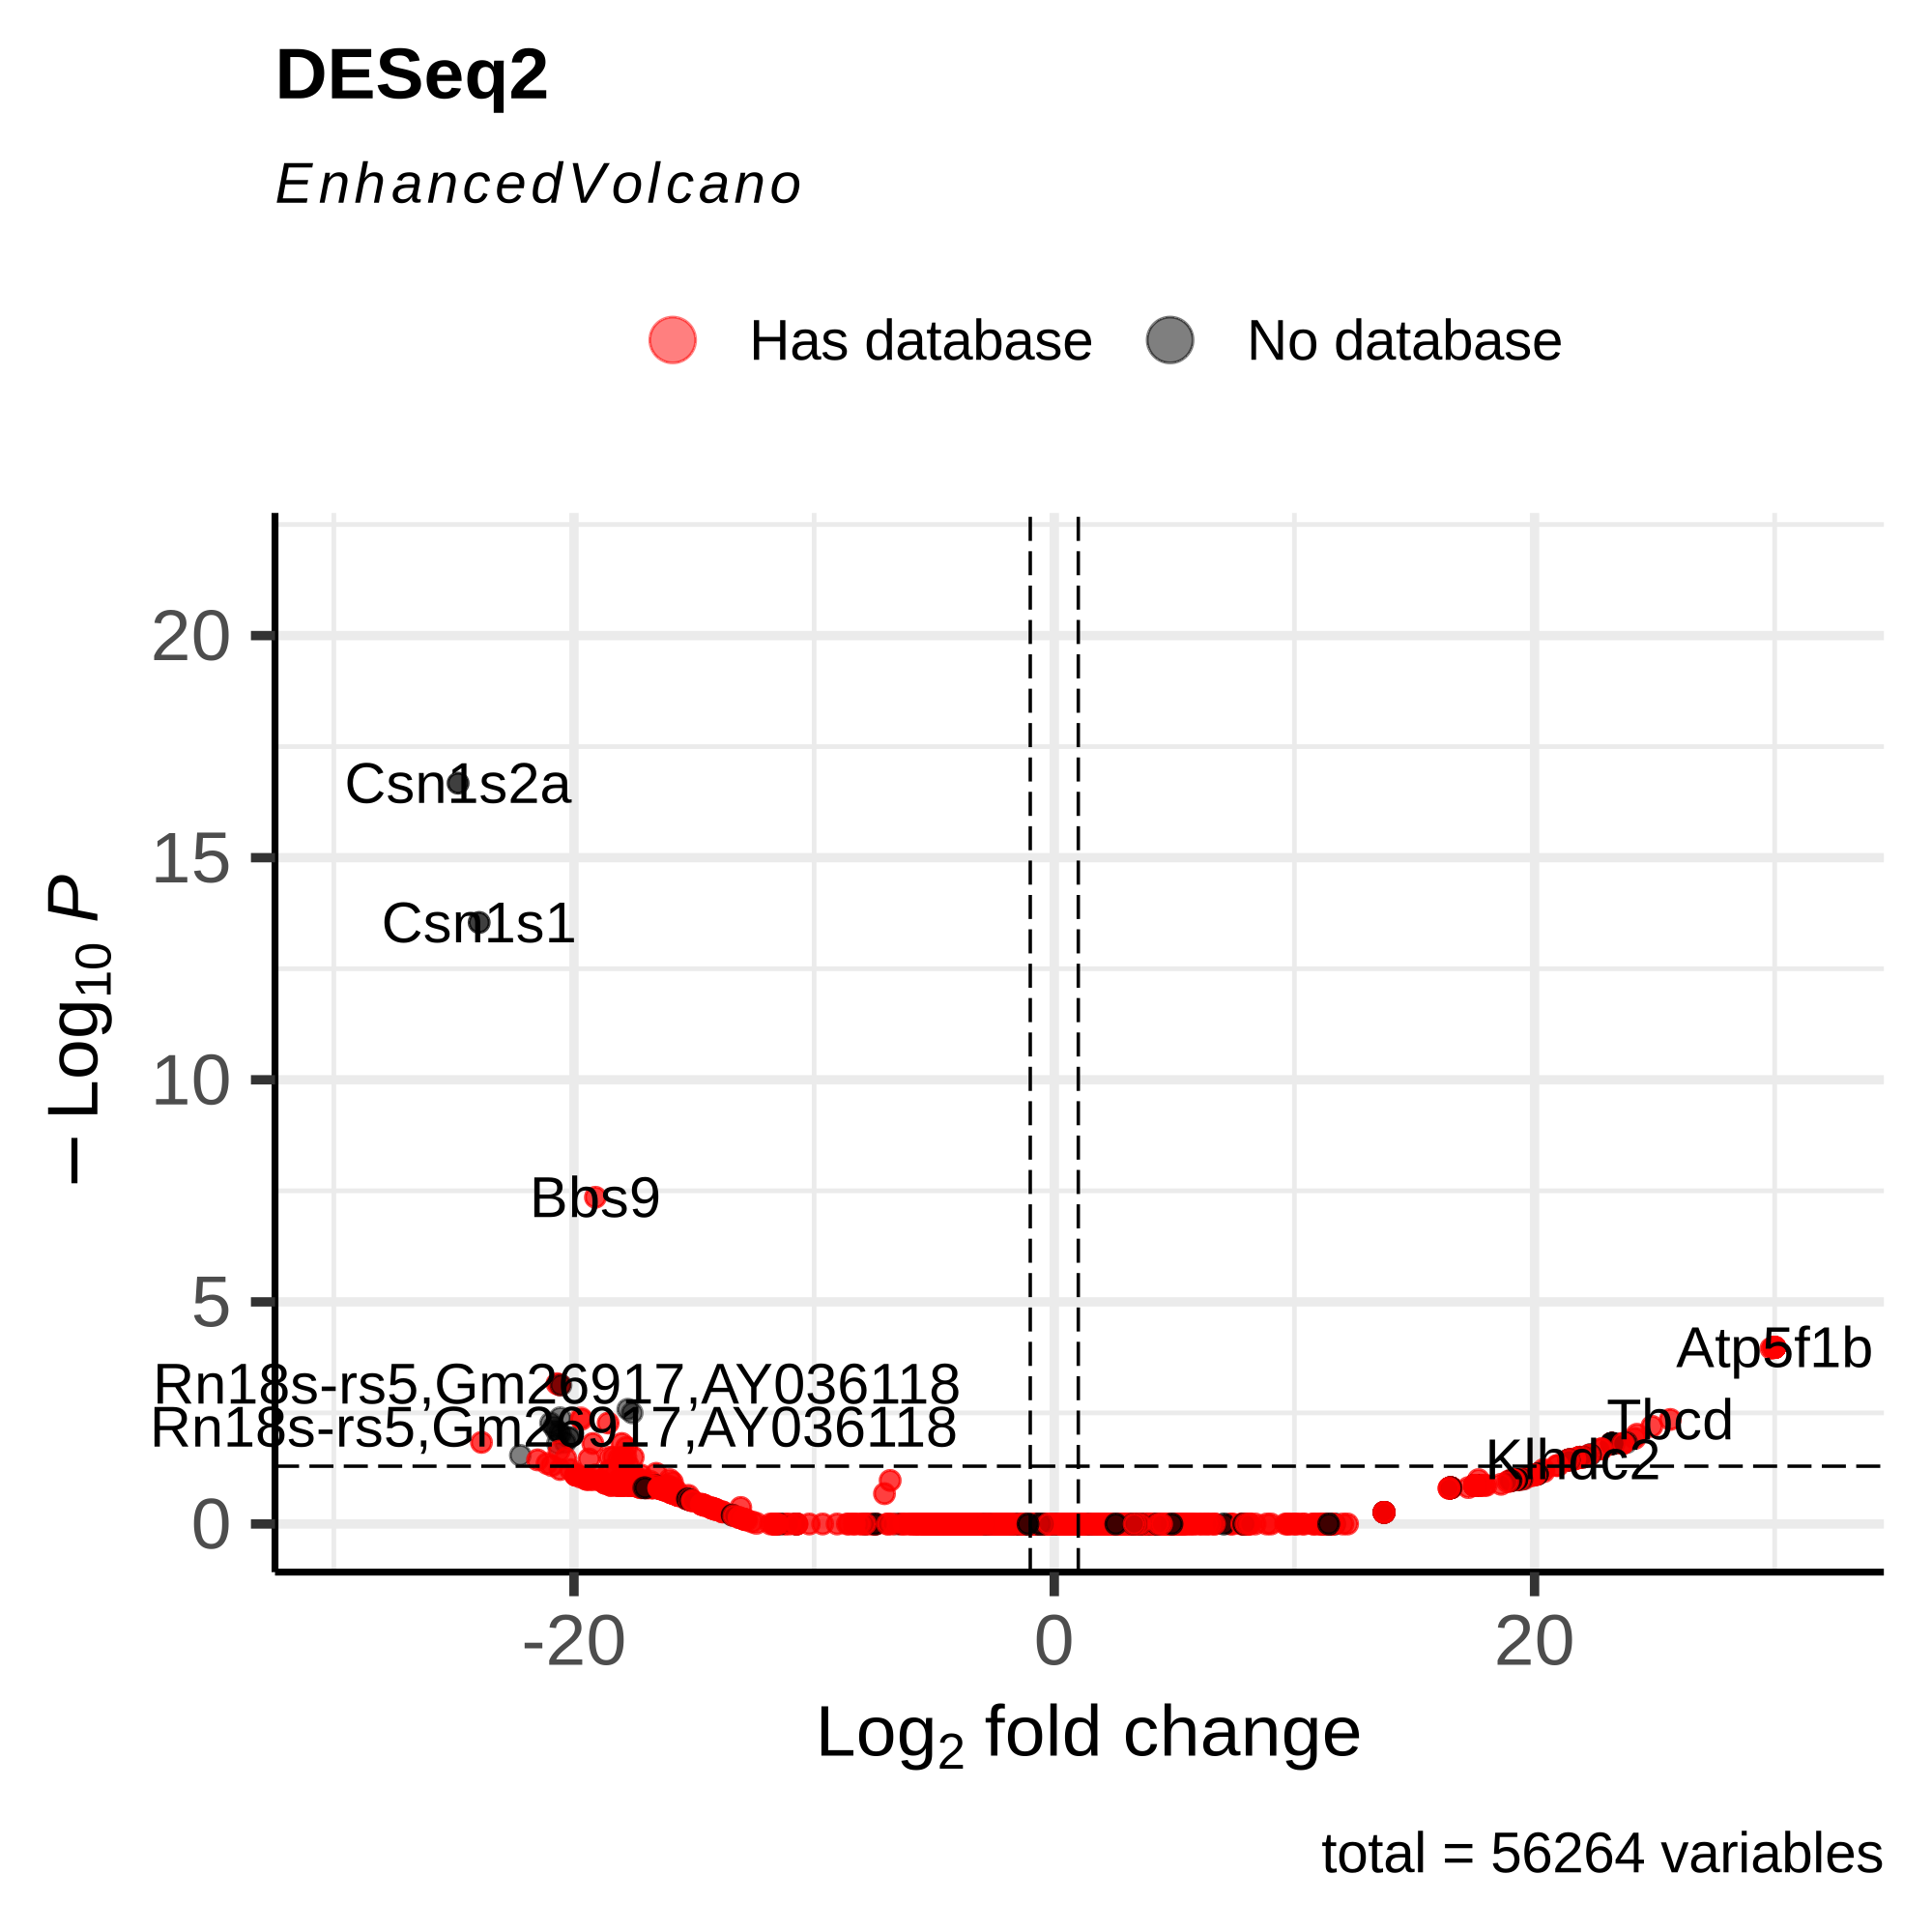 DESeq2
EnhancedVolcano
Has database
No database
20
15
10
5
0
− Log10 P
Csn1s2a
Csn1s1
Bbs9
Atp5f1b
Rn18s-rs5,Gm26917,AY036118
Tbcd
Rn18s-rs5,Gm26917,AY036118
Klhdc2
-20
0
20
Log2 fold change
total = 56264 variables